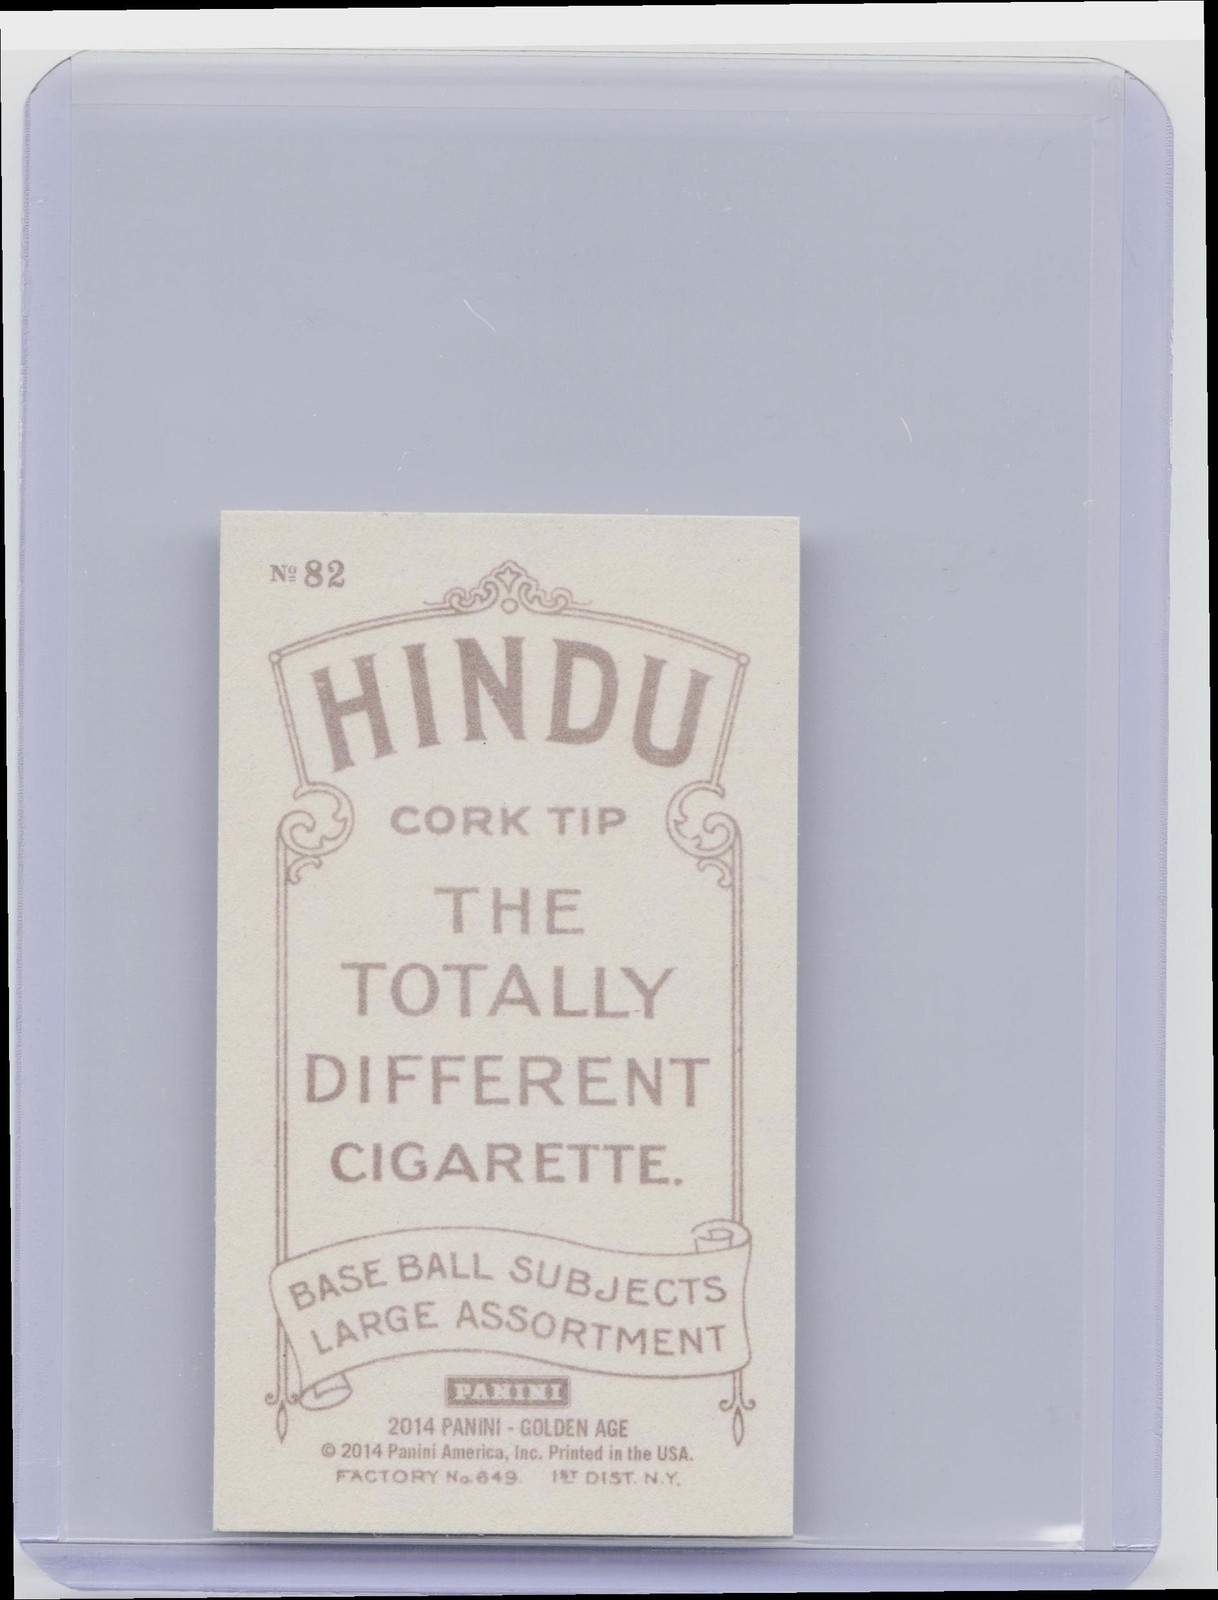 Nº 82
HINDU
CORK TIP
THE
TOTALLY
DIFFERENT
CIGARETTE.
BASE BALL SUBJECTS
LARGE ASSORTMENT
PANINI
2014 PANINI - GOLDEN AGE
© 2014 Panini America, Inc. Printed in the USA.
FACTORY No. 649. 1ST DIST. N.Y.